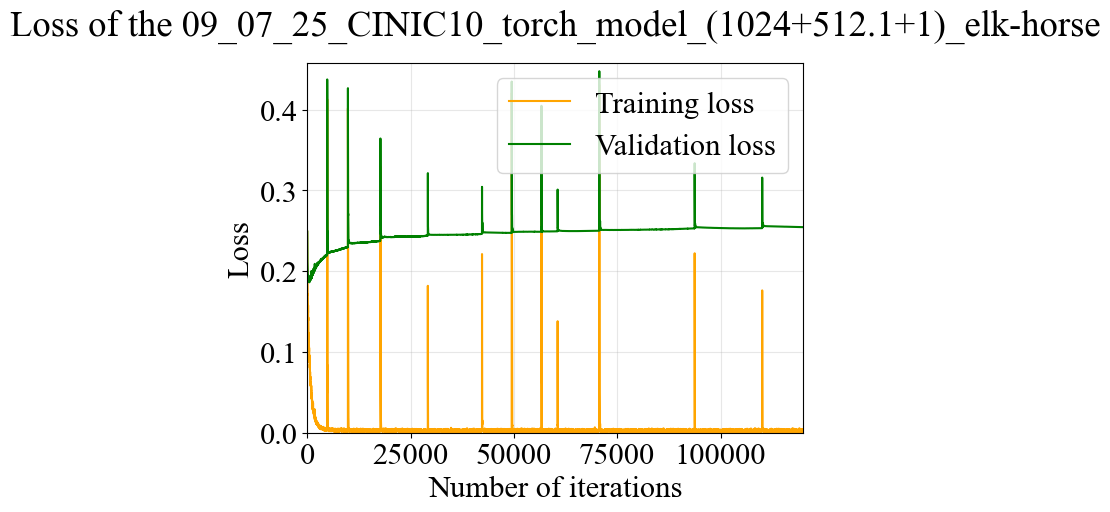 Loss of the 09_07_25_CINIC10_torch_model_(1024+512.1+1)_elk-horse
Training loss
Validation loss
0.4
0.3
0.2
0.1
0.0
Loss
0 25000 50000 75000 100000
Number of iterations